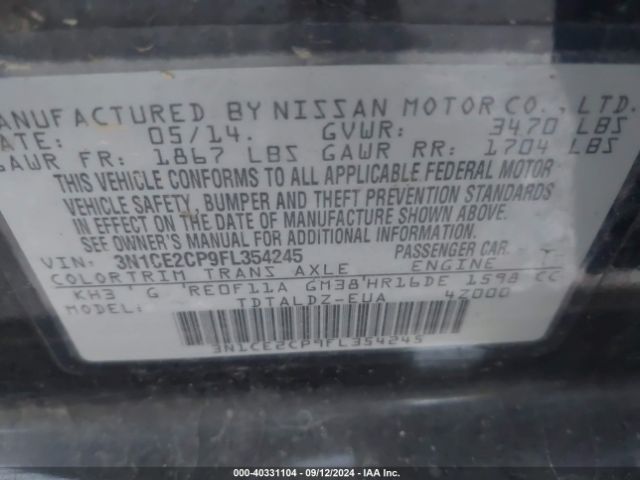 MANUFACTURED BY NISSAN MOTOR CO., LTD.
DATE: 05/14. GVWR: 3470 LBS
GAWR FR: 1867 LBS GAWR RR: 1704 LBS
THIS VEHICLE CONFORMS TO ALL APPLICABLE FEDERAL MOTOR
VEHICLE SAFETY, BUMPER AND THEFT PREVENTION STANDARDS
IN EFFECT ON THE DATE OF MANUFACTURE SHOWN ABOVE.
SEE OWNER'S MANUAL FOR ADDITIONAL INFORMATION.
VIN: 3N1CE2CP9FL354245 PASSENGER CAR.
COLOR TRIM TRANS AXLE ENGINE
KH3 G RE0F11A GM38 HR16DE 1598 CC
MODEL: TDTALDZ-EUA 42000
3N1CE2CP9FL354245
000-40331104 - 09/12/2024 - IAA Inc.